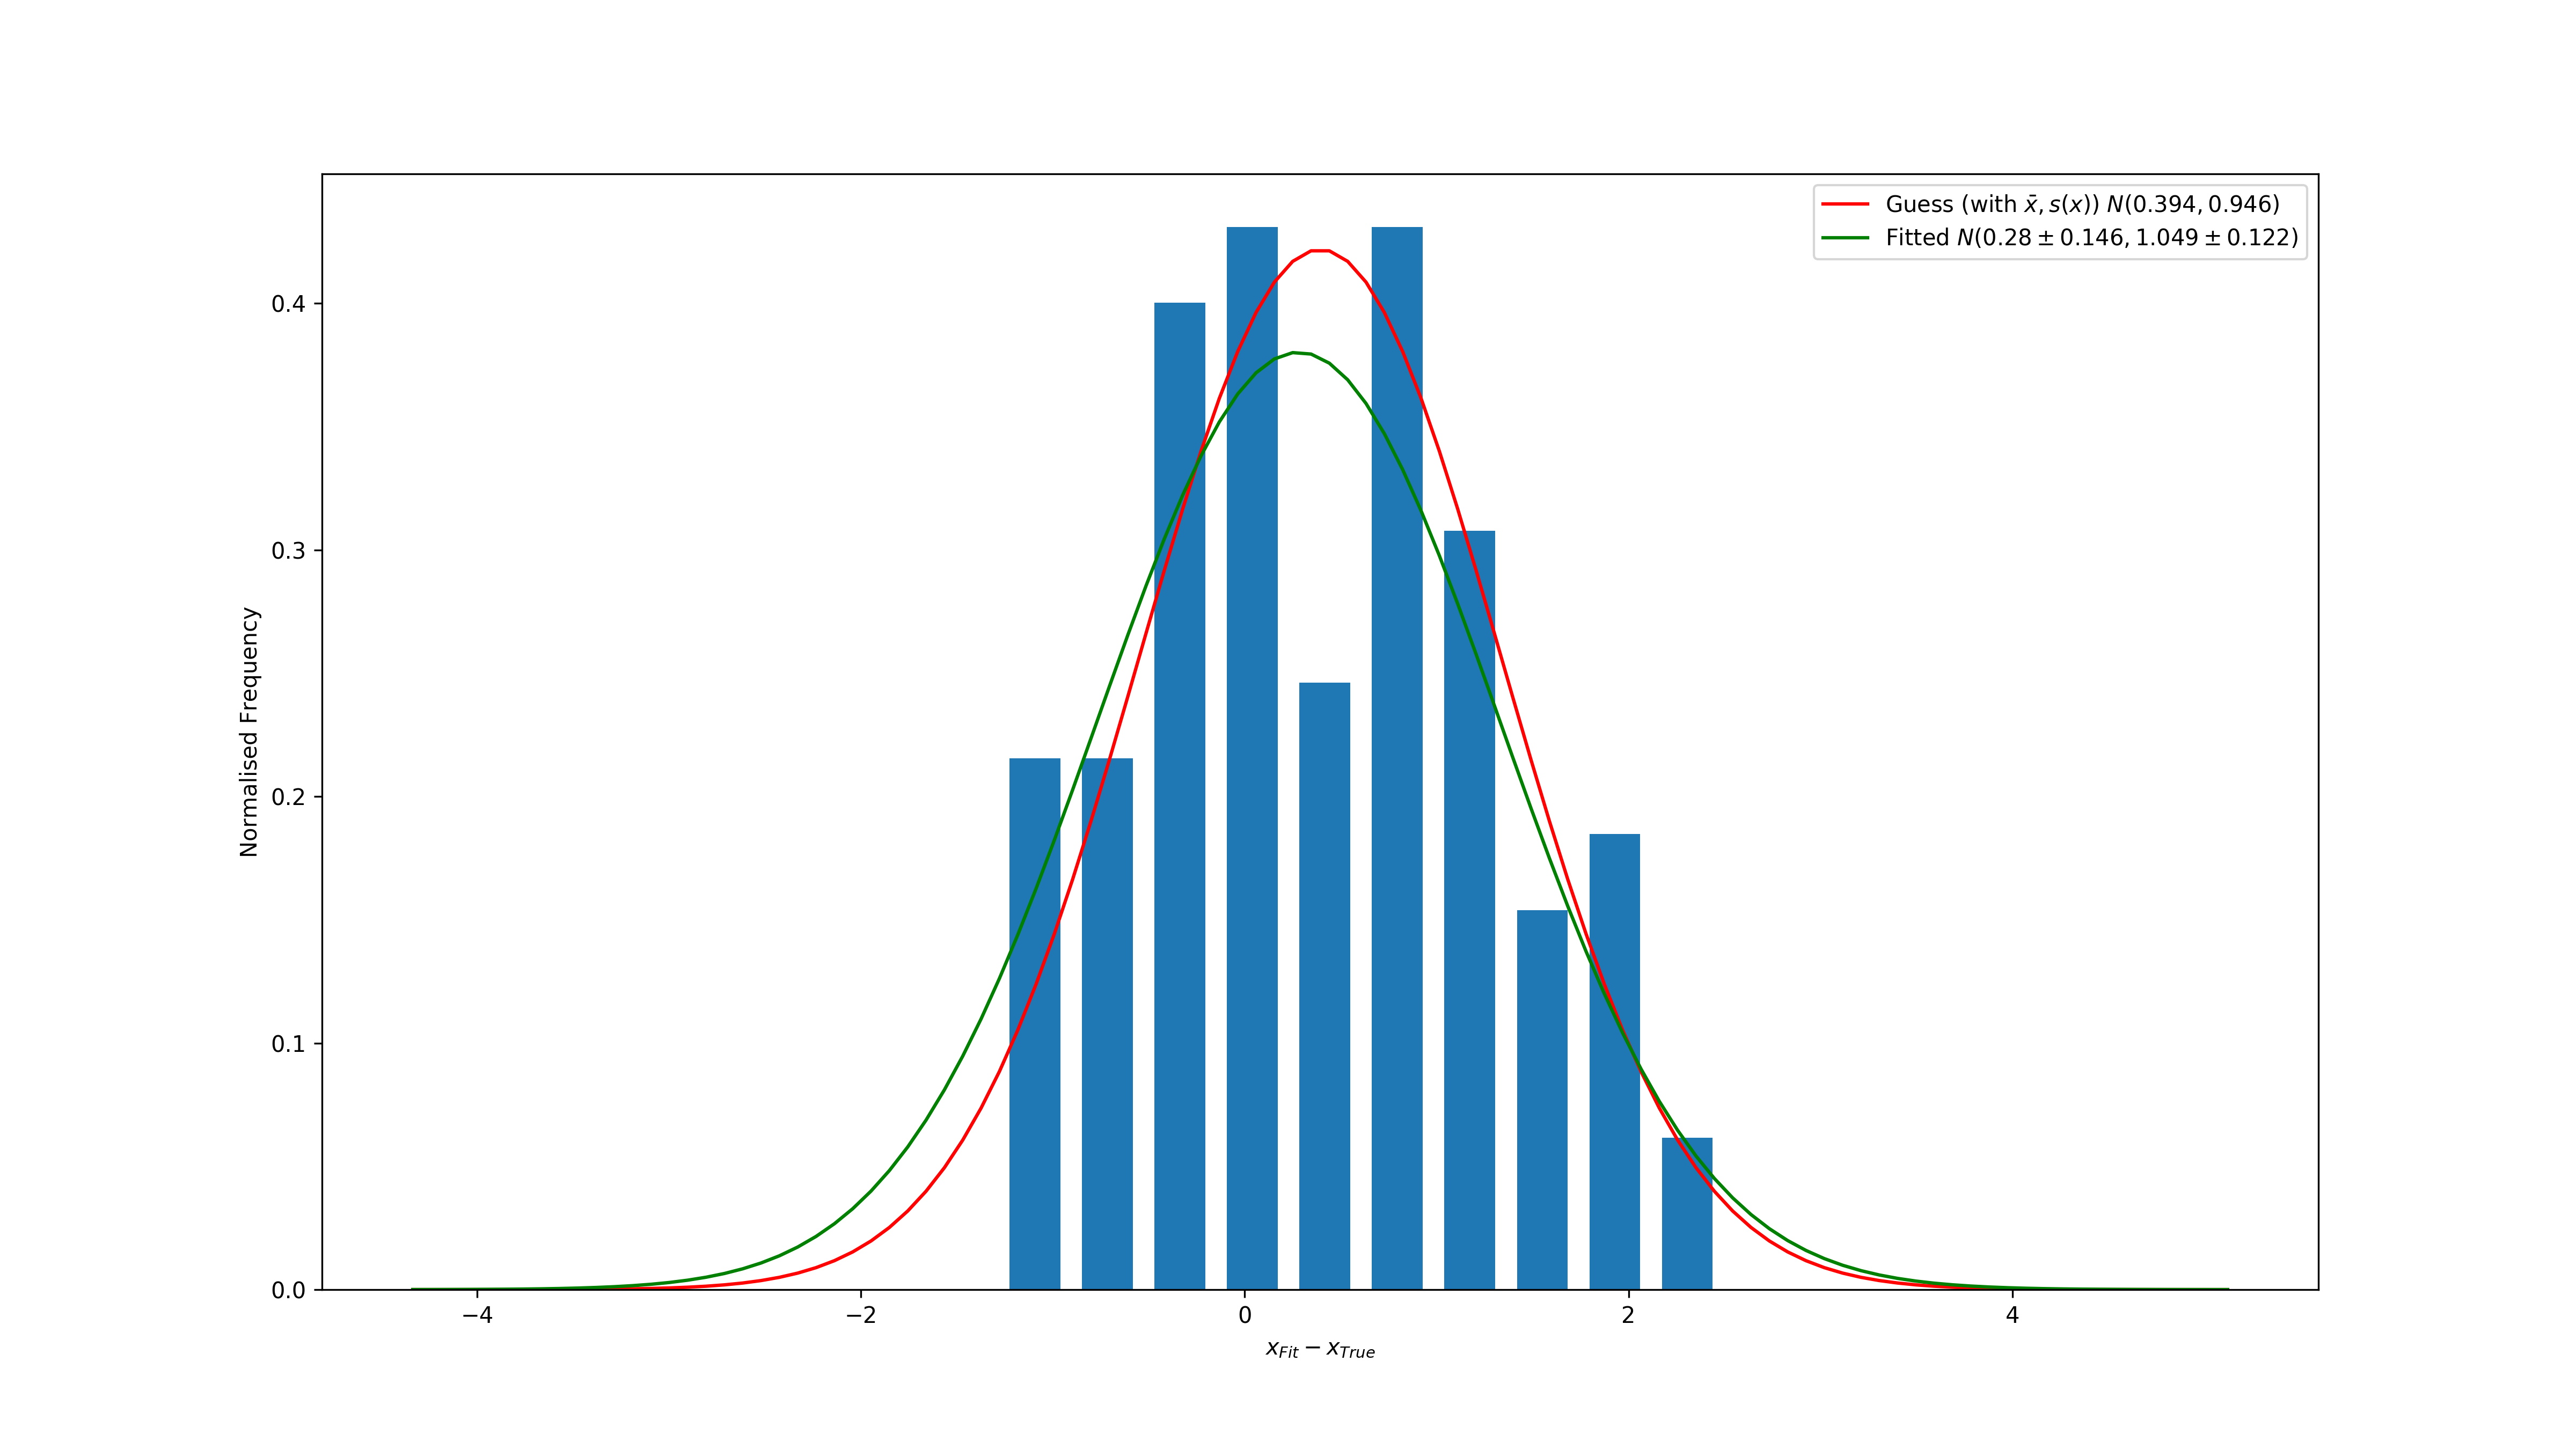 Guess (with x̄, s(x)) N(0.394, 0.946)
Fitted N(0.28 ± 0.146, 1.049 ± 0.122)
Normalised Frequency
0.4
0.3
0.2
0.1
0.0
−4 −2 0 2 4
x_Fit − x_True